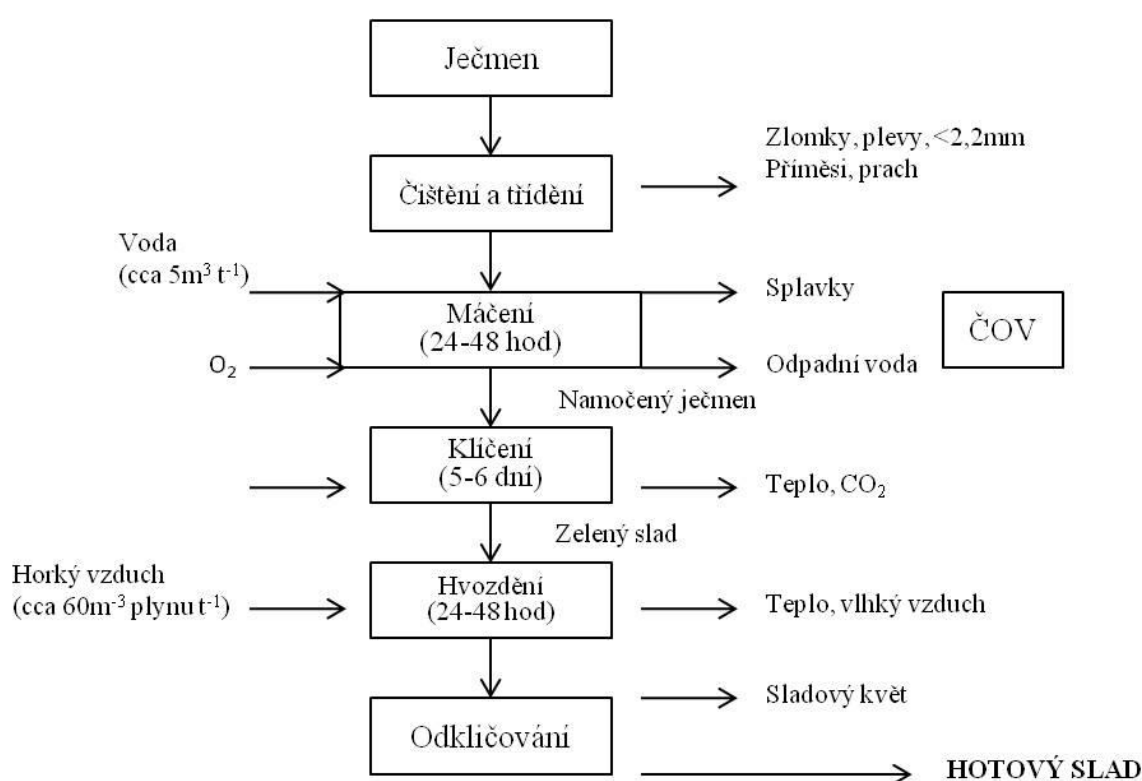 Ječmen
Zlomky, plevy, <2,2mm
Příměsi, prach
Čištění a třídění
Voda
(cca 5m³ t⁻¹)
Splavky
Máčení
(24-48 hod)
ČOV
O₂
Odpadní voda
Namočený ječmen
Klíčení
(5-6 dní)
Teplo, CO₂
Zelený slad
Horký vzduch
(cca 60m⁻³ plynu t⁻¹)
Hvozdění
(24-48 hod)
Teplo, vlhký vzduch
Sladový květ
Odkličování
HOTOVÝ SLAD